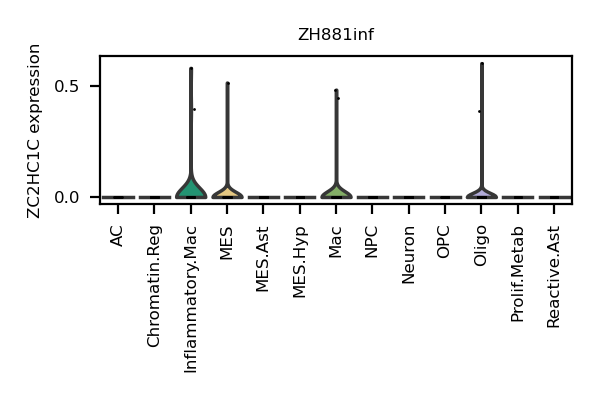 ZH881inf
ZC2HC1C expression
0.5
0.0
AC
Chromatin.Reg
Inflammatory.Mac
MES
MES.Ast
MES.Hyp
Mac
NPC
Neuron
OPC
Oligo
Prolif.Metab
Reactive.Ast